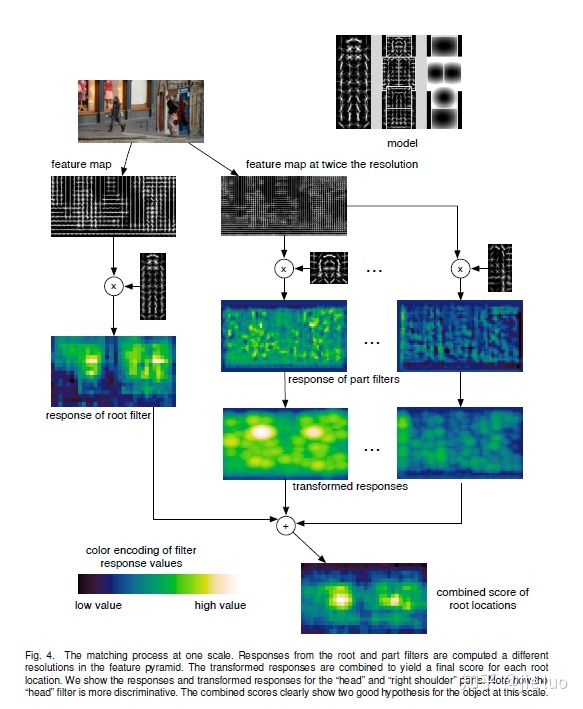 model
feature map
feature map at twice the resolution
x
x
...
x
...
response of part filters
response of root filter
...
transformed responses
+
color encoding of filter
response values
low value
high value
combined score of
root locations
Fig. 4. The matching process at one scale. Responses from the root and part filters are computed a different
resolutions in the feature pyramid. The transformed responses are combined to yield a final score for each root
location. We show the responses and transformed responses for the "head" and "right shoulder" parts. Note how the
"head" filter is more discriminative. The combined scores clearly show two good hypothesis for the object at this scale.